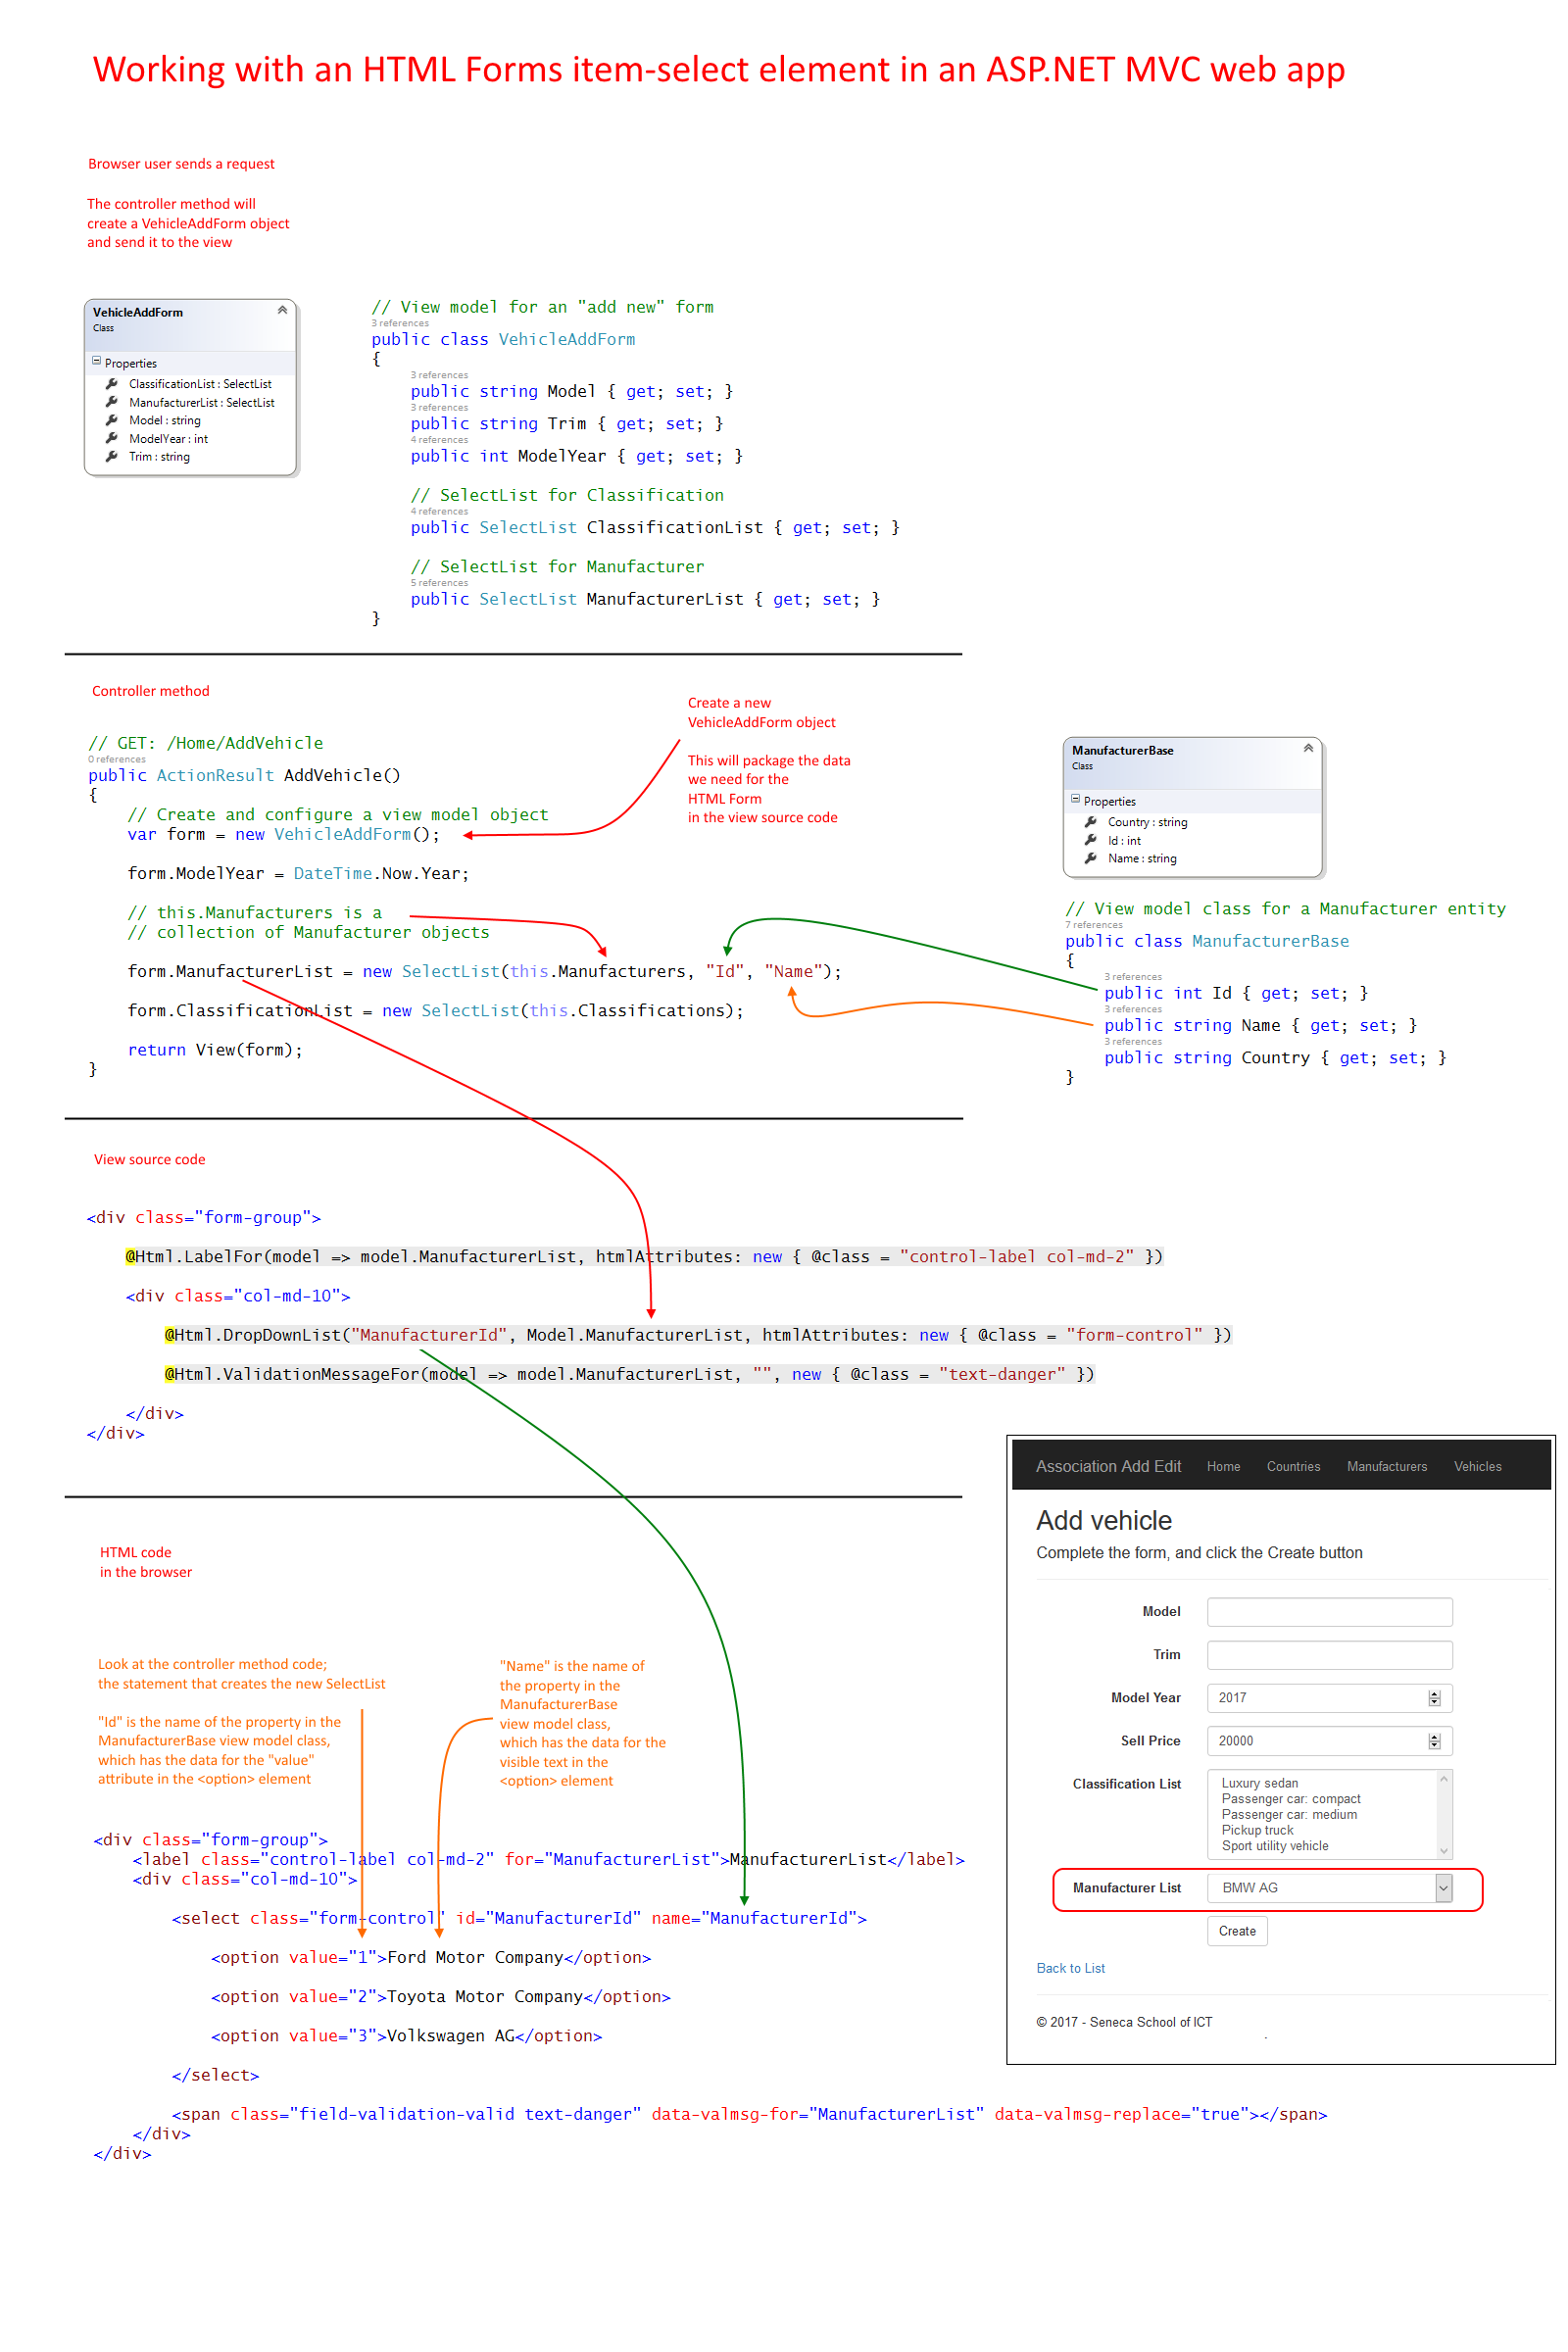 Working with an HTML Forms item-select element in an ASP.NET MVC web app
Browser user sends a request
The controller method will
create a VehicleAddForm object
and send it to the view
VehicleAddForm
Class
Properties
ClassificationList : SelectList
ManufacturerList : SelectList
Model : string
ModelYear : int
Trim : string
// View model for an "add new" form
3 references
public class VehicleAddForm
{
3 references
public string Model { get; set; }
3 references
public string Trim { get; set; }
4 references
public int ModelYear { get; set; }
// SelectList for Classification
4 references
public SelectList ClassificationList { get; set; }
// SelectList for Manufacturer
5 references
public SelectList ManufacturerList { get; set; }
}
Controller method
// GET: /Home/AddVehicle
0 references
public ActionResult AddVehicle()
{
// Create and configure a view model object
var form = new VehicleAddForm();
form.ModelYear = DateTime.Now.Year;
// this.Manufacturers is a
// collection of Manufacturer objects
form.ManufacturerList = new SelectList(this.Manufacturers, "Id", "Name");
form.ClassificationList = new SelectList(this.Classifications);
return View(form);
}
Create a new
VehicleAddForm object
This will package the data
we need for the
HTML Form
in the view source code
ManufacturerBase
Class
Properties
Country : string
Id : int
Name : string
// View model class for a Manufacturer entity
7 references
public class ManufacturerBase
{
3 references
public int Id { get; set; }
3 references
public string Name { get; set; }
3 references
public string Country { get; set; }
}
View source code
<div class="form-group">
@Html.LabelFor(model => model.ManufacturerList, htmlAttributes: new { @class = "control-label col-md-2" })
<div class="col-md-10">
@Html.DropDownList("ManufacturerId", Model.ManufacturerList, htmlAttributes: new { @class = "form-control" })
@Html.ValidationMessageFor(model => model.ManufacturerList, "", new { @class = "text-danger" })
</div>
</div>
HTML code
in the browser
Look at the controller method code;
the statement that creates the new SelectList
"Id" is the name of the property in the
ManufacturerBase view model class,
which has the data for the "value"
attribute in the <option> element
"Name" is the name of
the property in the
ManufacturerBase
view model class,
which has the data for the
visible text in the
<option> element
<div class="form-group">
<label class="control-label col-md-2" for="ManufacturerList">ManufacturerList</label>
<div class="col-md-10">
<select class="form-control" id="ManufacturerId" name="ManufacturerId">
<option value="1">Ford Motor Company</option>
<option value="2">Toyota Motor Company</option>
<option value="3">Volkswagen AG</option>
</select>
<span class="field-validation-valid text-danger" data-valmsg-for="ManufacturerList" data-valmsg-replace="true"></span>
</div>
</div>
Association Add Edit Home Countries Manufacturers Vehicles
Add vehicle
Complete the form, and click the Create button
Model
Trim
Model Year 2017
Sell Price 20000
Classification List Luxury sedan
Passenger car: compact
Passenger car: medium
Pickup truck
Sport utility vehicle
Manufacturer List BMW AG
Create
Back to List
© 2017 - Seneca School of ICT